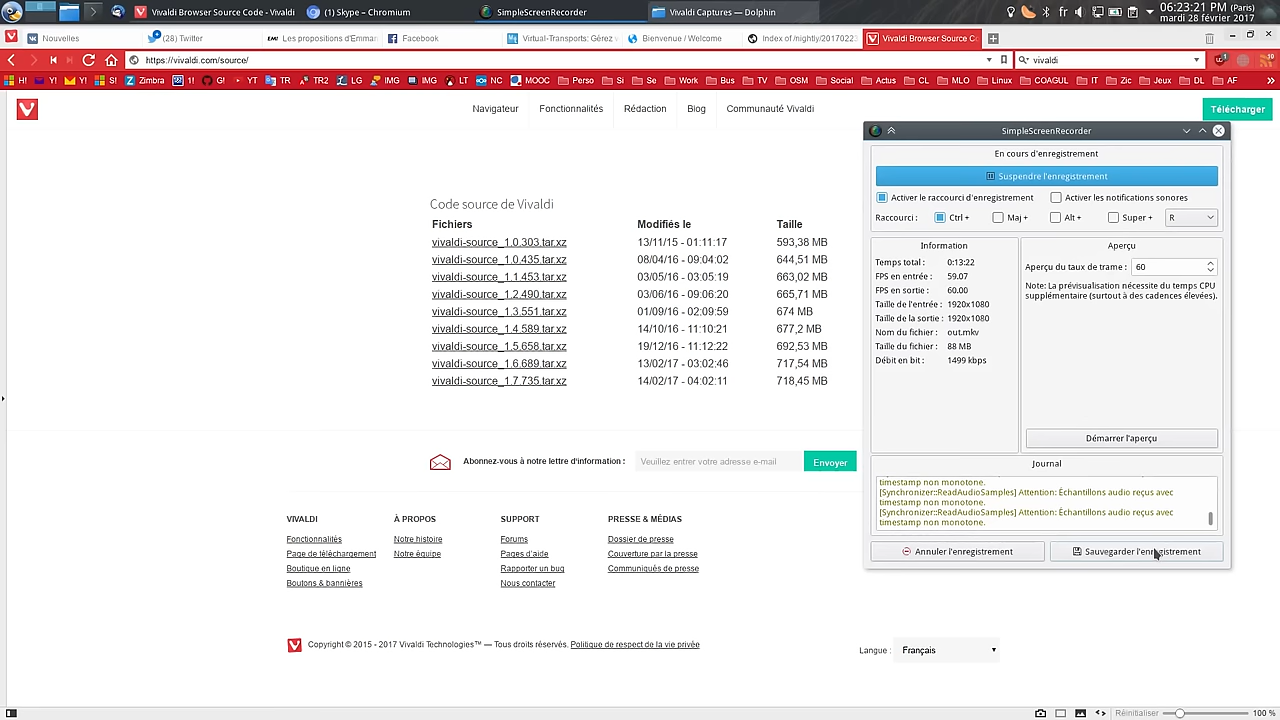 Vivaldi Browser Source Code - Vivaldi
(1) Skype – Chromium
SimpleScreenRecorder
Vivaldi Captures — Dolphin
fr
06:23:21 PM (Paris)
mardi 28 février 2017
Nouvelles
(28) Twitter
Les propositions d'Emman
Facebook
Virtual-Transports: Gérez v
Bienvenue / Welcome
Index of /nightly/2017022
Vivaldi Browser Source Co
https://vivaldi.com/source/
vivaldi
H! Y! Y! S! Zimbra 1! G! YT TR TR2 LG IMG IMG LT NC MOOC Perso Si Se Work Bus TV OSM Social Actus CL MLO Linux COAGUL IT Zic Jeux DL AF
Navigateur
Fonctionnalités
Rédaction
Blog
Communauté Vivaldi
Télécharger
Code source de Vivaldi
Fichiers Modifiés le Taille
vivaldi-source_1.0.303.tar.xz 13/11/15 - 01:11:17 593,38 MB
vivaldi-source_1.0.435.tar.xz 08/04/16 - 09:04:02 644,51 MB
vivaldi-source_1.1.453.tar.xz 03/05/16 - 03:05:19 663,02 MB
vivaldi-source_1.2.490.tar.xz 03/06/16 - 09:06:20 665,71 MB
vivaldi-source_1.3.551.tar.xz 01/09/16 - 02:09:59 674 MB
vivaldi-source_1.4.589.tar.xz 14/10/16 - 11:10:21 677,2 MB
vivaldi-source_1.5.658.tar.xz 19/12/16 - 11:12:22 692,53 MB
vivaldi-source_1.6.689.tar.xz 13/02/17 - 03:02:46 717,54 MB
vivaldi-source_1.7.735.tar.xz 14/02/17 - 04:02:11 718,45 MB
Abonnez-vous à notre lettre d'information :
Veuillez entrer votre adresse e-mail
Envoyer
VIVALDI
Fonctionnalités
Page de téléchargement
Boutique en ligne
Boutons & bannières
À PROPOS
Notre histoire
Notre équipe
SUPPORT
Forums
Pages d'aide
Rapporter un bug
Nous contacter
PRESSE & MÉDIAS
Dossier de presse
Couverture par la presse
Communiqués de presse
Copyright © 2015 - 2017 Vivaldi Technologies™ — Tous droits réservés. Politique de respect de la vie privée
Langue : Français
SimpleScreenRecorder
En cours d'enregistrement
Suspendre l'enregistrement
Activer le raccourci d'enregistrement
Activer les notifications sonores
Raccourci : Ctrl + Maj + Alt + Super + R
Information
Temps total : 0:13:22
FPS en entrée : 59.07
FPS en sortie : 60.00
Taille de l'entrée : 1920x1080
Taille de la sortie : 1920x1080
Nom du fichier : out.mkv
Taille du fichier : 88 MB
Débit en bit : 1499 kbps
Aperçu
Aperçu du taux de trame : 60
Note: La prévisualisation nécesite du temps CPU
supplémentaire (surtout à des cadences élevées).
Démarrer l'aperçu
Journal
timestamp non monotone.
[Synchronizer::ReadAudioSamples] Attention: Échantillons audio reçus avec
timestamp non monotone.
[Synchronizer::ReadAudioSamples] Attention: Échantillons audio reçus avec
timestamp non monotone.
Annuler l'enregistrement
Sauvegarder l'enregistrement
Réinitialiser
100 %